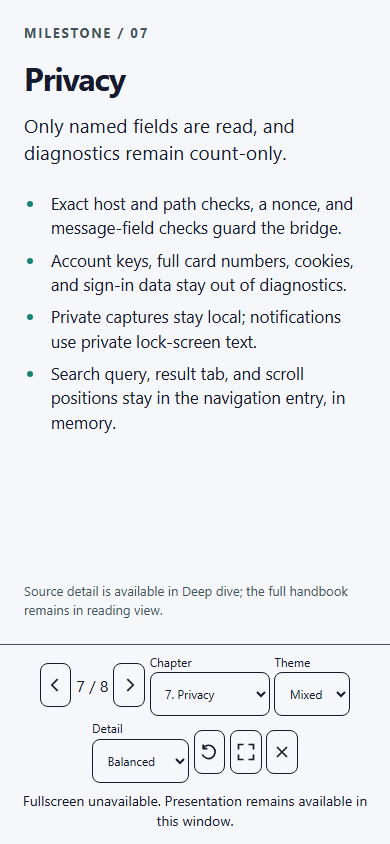 MILESTONE / 07
Privacy
Only named fields are read, and
diagnostics remain count-only.
Exact host and path checks, a nonce, and
message-field checks guard the bridge.
Account keys, full card numbers, cookies,
and sign-in data stay out of diagnostics.
Private captures stay local; notifications
use private lock-screen text.
Search query, result tab, and scroll
positions stay in the navigation entry, in
memory.
Source detail is available in Deep dive; the full handbook
remains in reading view.
Chapter
Theme
7 / 8
7. Privacy
Mixed
Detail
Balanced
Fullscreen unavailable. Presentation remains available in
this window.